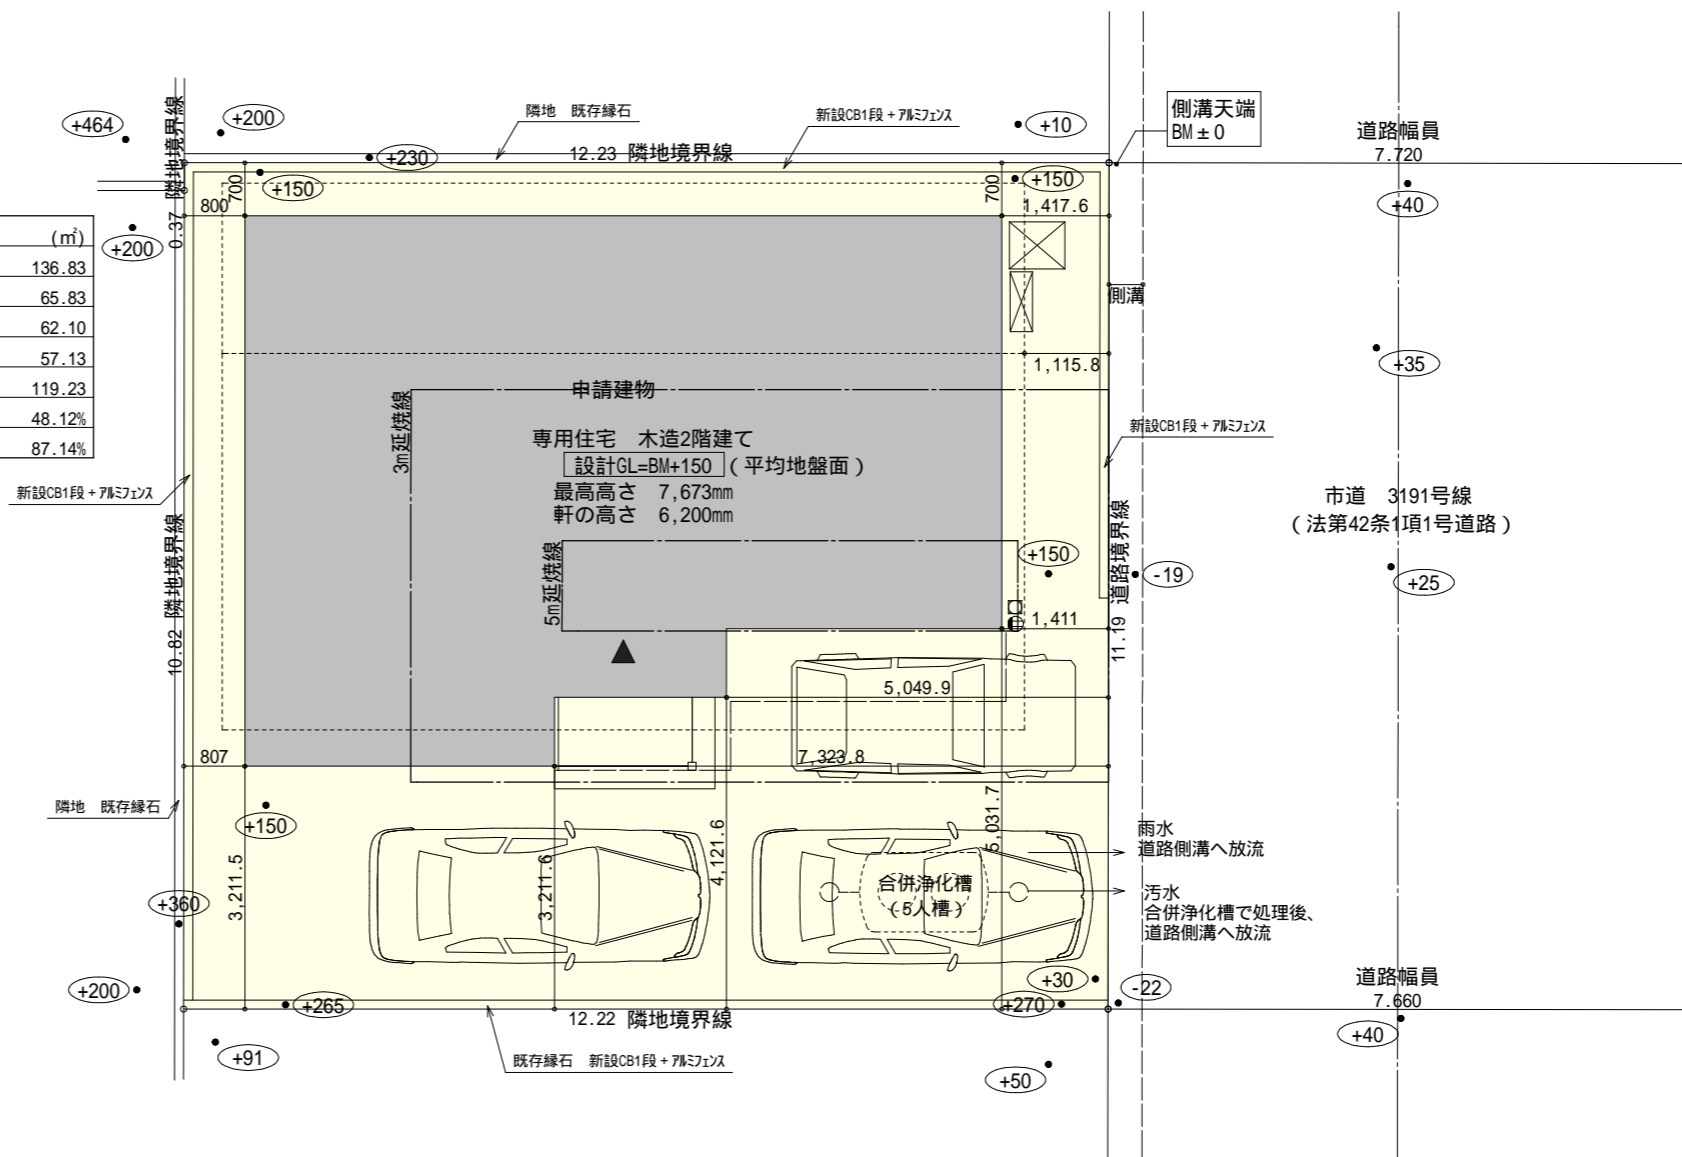 +464
+200
隣地　既存縁石
新設CB1段+アルミフェンス
+10
側溝天端
BM±0
道路幅員
7.720
隣地境界線
0.37
+230
12.23 隣地境界線
+150
+150
+40
700
700
800
1,417.6
+200
(㎡)
136.83
65.83
62.10
57.13
119.23
48.12%
87.14%
側溝
+35
1,115.8
申請建物
3m延焼線
専用住宅　木造2階建て
設計GL=BM+150（平均地盤面）
最高高さ　7,673mm
軒の高さ　6,200mm
新設CB1段+アルミフェンス
新設CB1段+アルミフェンス
市道　3191号線
（法第42条1項1号道路）
10.82 隣地境界線
5m延焼線
+150
11.19 道路境界線
-19
+25
1,411
5,049.9
807
7,323.8
隣地　既存縁石
+150
3,211.5
3,211.6
4,121.6
5,031.7
雨水
道路側溝へ放流
合併浄化槽
(5人槽)
汚水
合併浄化槽で処理後、
道路側溝へ放流
+360
+200
+265
+30
+270
-22
道路幅員
7.660
12.22 隣地境界線
+40
+91
既存縁石　新設CB1段+アルミフェンス
+50